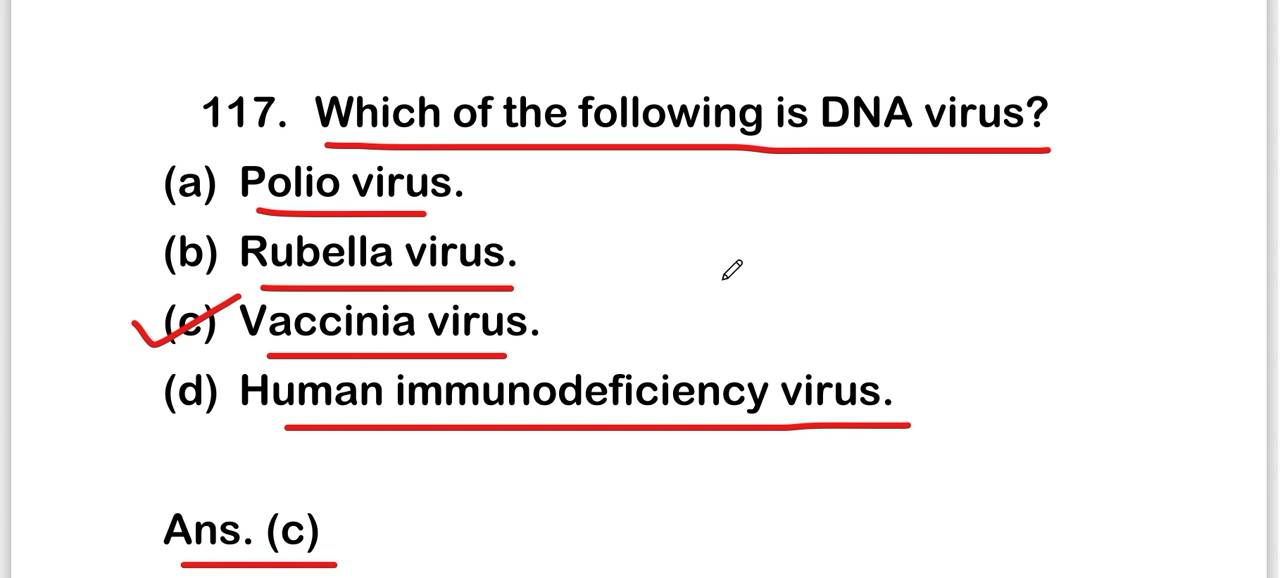 117. Which of the following is DNA virus?
(a) Polio virus.
(b) Rubella virus.
(c) Vaccinia virus.
(d) Human immunodeficiency virus.
Ans. (c)